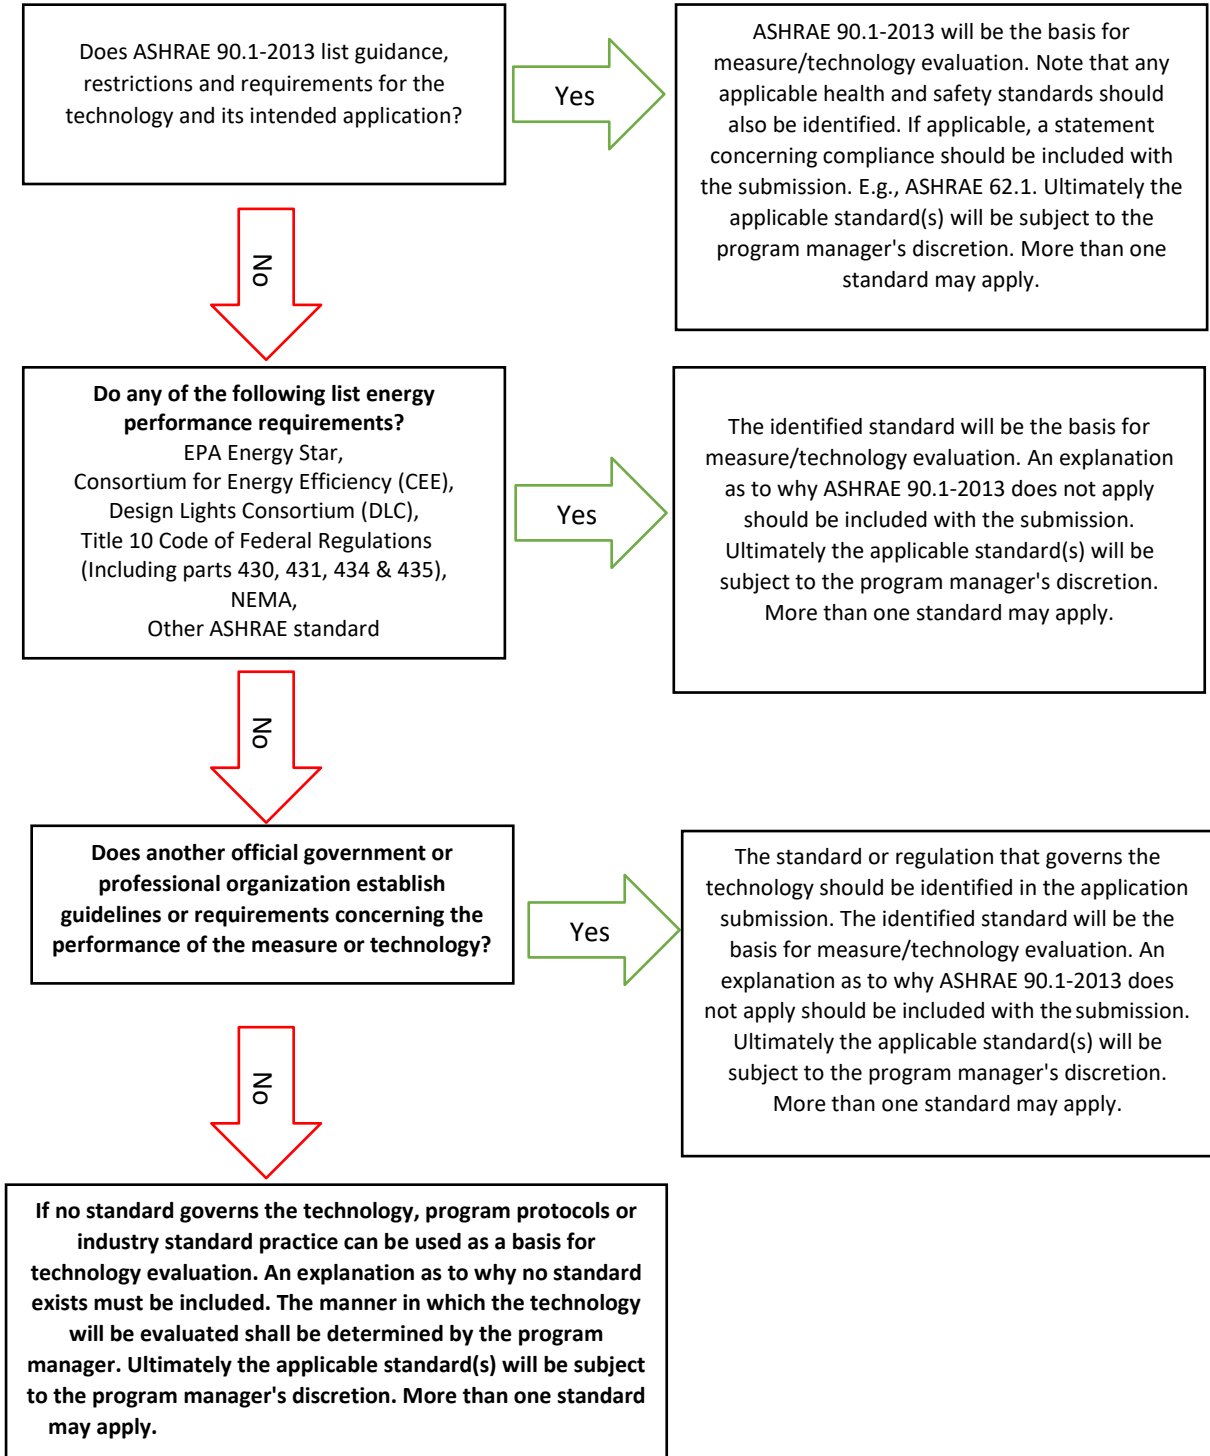 Does ASHRAE 90.1-2013 list guidance,
restrictions and requirements for the
technology and its intended application?
Yes
ASHRAE 90.1-2013 will be the basis for
measure/technology evaluation. Note that any
applicable health and safety standards should
also be identified. If applicable, a statement
concerning compliance should be included with
the submission. E.g., ASHRAE 62.1. Ultimately the
applicable standard(s) will be subject to the
program manager's discretion. More than one
standard may apply.
No
Do any of the following list energy
performance requirements?
EPA Energy Star,
Consortium for Energy Efficiency (CEE),
Design Lights Consortium (DLC),
Title 10 Code of Federal Regulations
(Including parts 430, 431, 434 & 435),
NEMA,
Other ASHRAE standard
Yes
The identified standard will be the basis for
measure/technology evaluation. An explanation
as to why ASHRAE 90.1-2013 does not apply
should be included with the submission.
Ultimately the applicable standard(s) will be
subject to the program manager's discretion.
More than one standard may apply.
No
Does another official government or
professional organization establish
guidelines or requirements concerning the
performance of the measure or technology?
Yes
The standard or regulation that governs the
technology should be identified in the application
submission. The identified standard will be the
basis for measure/technology evaluation. An
explanation as to why ASHRAE 90.1-2013 does
not apply should be included with the submission.
Ultimately the applicable standard(s) will be
subject to the program manager's discretion.
More than one standard may apply.
No
If no standard governs the technology, program protocols or
industry standard practice can be used as a basis for
technology evaluation. An explanation as to why no standard
exists must be included. The manner in which the technology
will be evaluated shall be determined by the program
manager. Ultimately the applicable standard(s) will be subject
to the program manager's discretion. More than one standard
may apply.